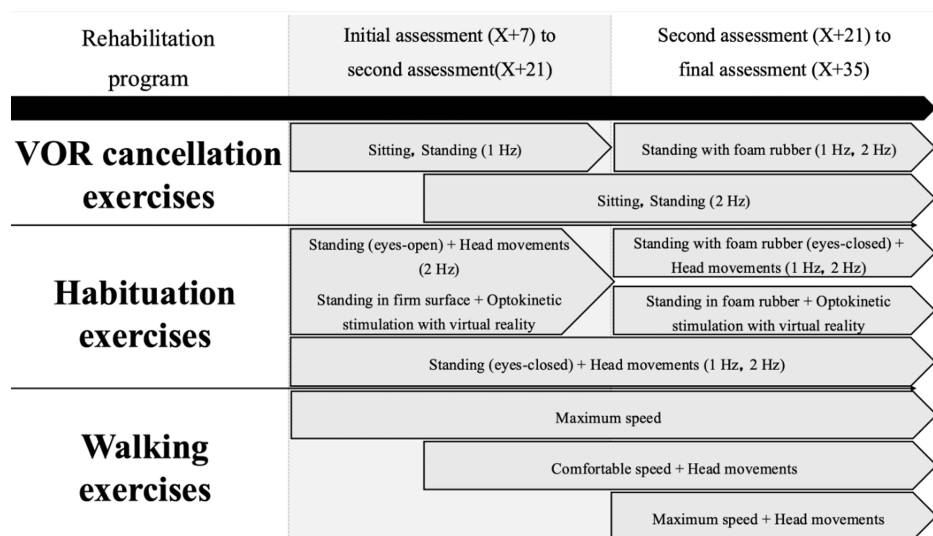 Rehabilitation
program
Initial assessment (X+7) to
second assessment(X+21)
Second assessment (X+21) to
final assessment (X+35)
VOR cancellation
exercises
Sitting, Standing (1 Hz)
Standing with foam rubber (1 Hz, 2 Hz)
Sitting, Standing (2 Hz)
Habituation
exercises
Standing (eyes-open) + Head movements
(2 Hz)
Standing in firm surface + Optokinetic
stimulation with virtual reality
Standing with foam rubber (eyes-closed) +
Head movements (1 Hz, 2 Hz)
Standing in foam rubber + Optokinetic
stimulation with virtual reality
Standing (eyes-closed) + Head movements (1 Hz, 2 Hz)
Walking
exercises
Maximum speed
Comfortable speed + Head movements
Maximum speed + Head movements